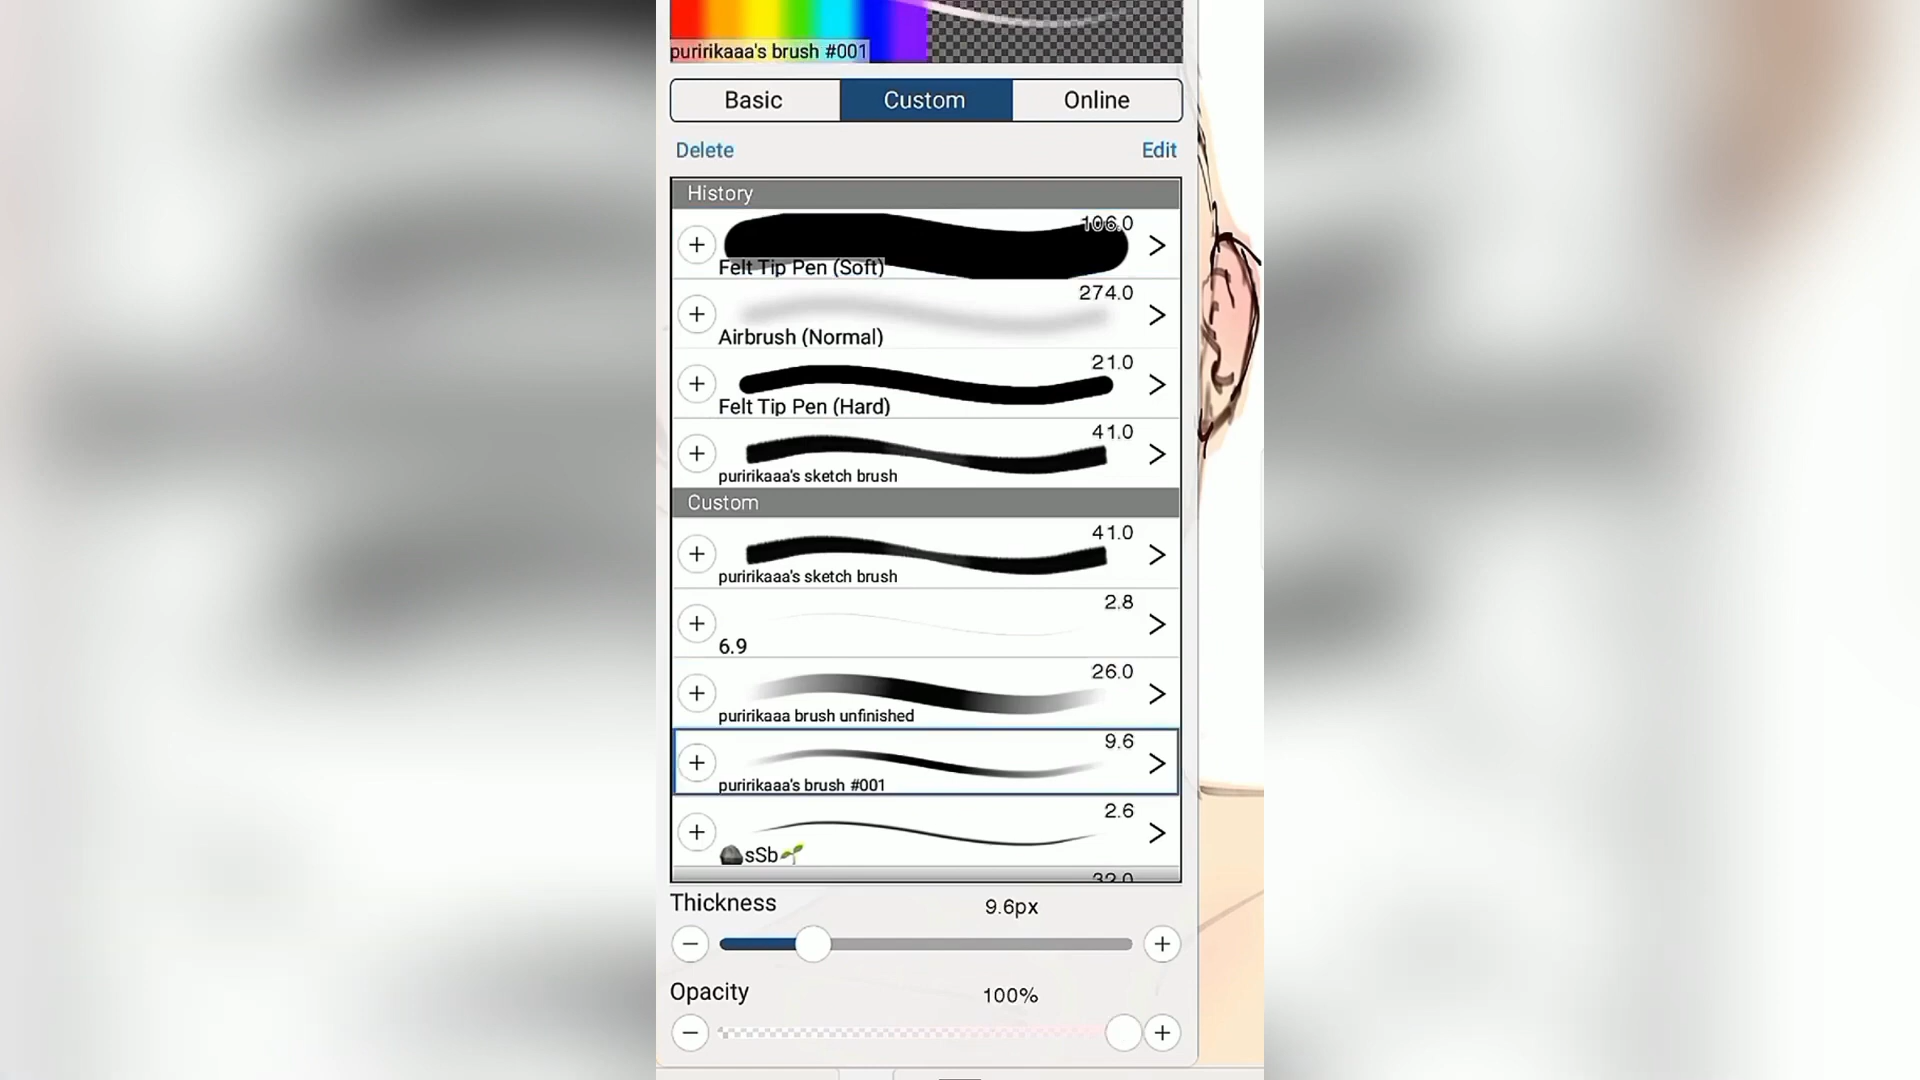 puririkaaa's brush #001
Basic
Custom
Online
Delete
Edit
History
106.0
Felt Tip Pen (Soft)
274.0
Airbrush (Normal)
21.0
Felt Tip Pen (Hard)
41.0
puririkaaa's sketch brush
Custom
41.0
puririkaaa's sketch brush
2.8
6.9
26.0
puririkaaa brush unfinished
9.6
puririkaaa's brush #001
2.6
🪨sSb🌱
32.0
Thickness
9.6px
Opacity
100%